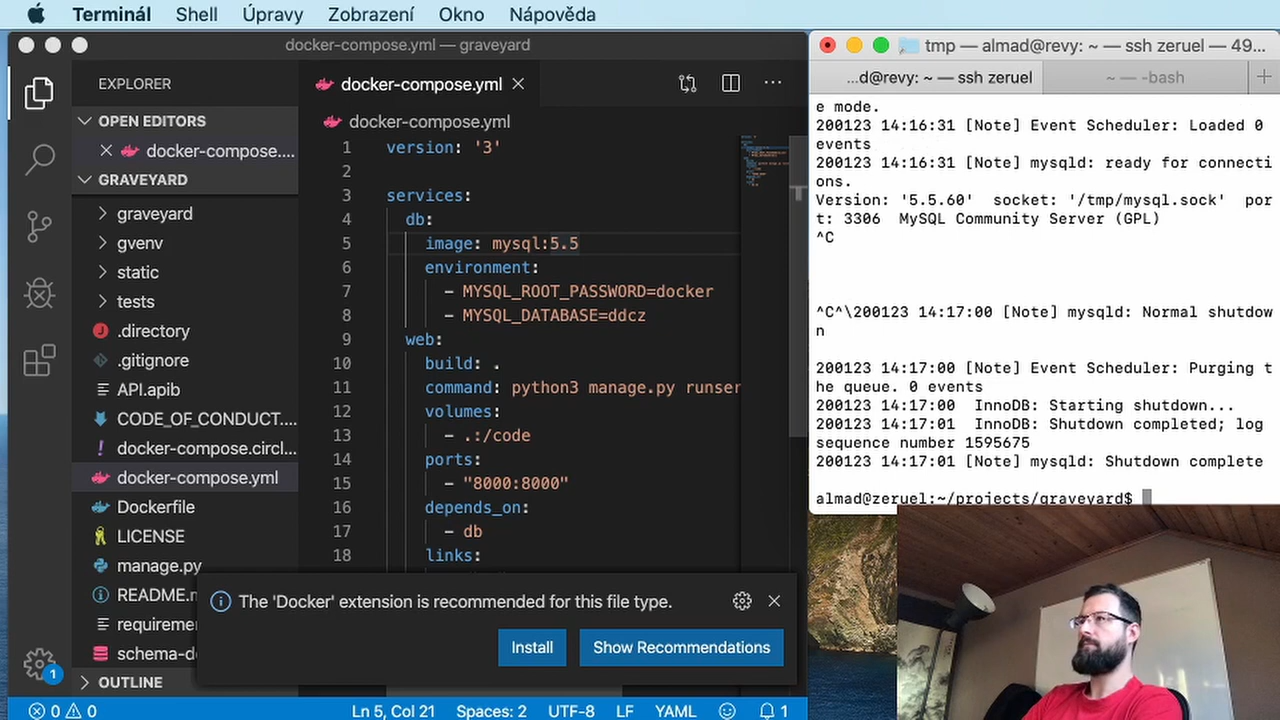 Terminál Shell Úpravy Zobrazení Okno Nápověda
docker-compose.yml — graveyard
EXPLORER
OPEN EDITORS
docker-compose....
GRAVEYARD
graveyard
gvenv
static
tests
.directory
.gitignore
API.apib
CODE_OF_CONDUCT....
docker-compose.circl...
docker-compose.yml
Dockerfile
LICENSE
manage.py
README.m
requiremer
schema-de
OUTLINE
1
docker-compose.yml
docker-compose.yml
1 version: '3'
2
3 services:
4 db:
5 image: mysql:5.5
6 environment:
7 - MYSQL_ROOT_PASSWORD=docker
8 - MYSQL_DATABASE=ddcz
9 web:
10 build: .
11 command: python3 manage.py runser
12 volumes:
13 - .:/code
14 ports:
15 - "8000:8000"
16 depends_on:
17 - db
18 links:
The 'Docker' extension is recommended for this file type.
Install Show Recommendations
0 0 Ln 5, Col 21 Spaces: 2 UTF-8 LF YAML 1
tmp — almad@revy: ~ — ssh zeruel — 49...
...d@revy: ~ — ssh zeruel ~ — -bash
e mode.
200123 14:16:31 [Note] Event Scheduler: Loaded 0
events
200123 14:16:31 [Note] mysqld: ready for connecti
ons.
Version: '5.5.60' socket: '/tmp/mysql.sock' por
t: 3306 MySQL Community Server (GPL)
^C
^C^\200123 14:17:00 [Note] mysqld: Normal shutdow
n
200123 14:17:00 [Note] Event Scheduler: Purging t
he queue. 0 events
200123 14:17:00 InnoDB: Starting shutdown...
200123 14:17:01 InnoDB: Shutdown completed; log
sequence number 1595675
200123 14:17:01 [Note] mysqld: Shutdown complete
almad@zeruel:~/projects/graveyard$